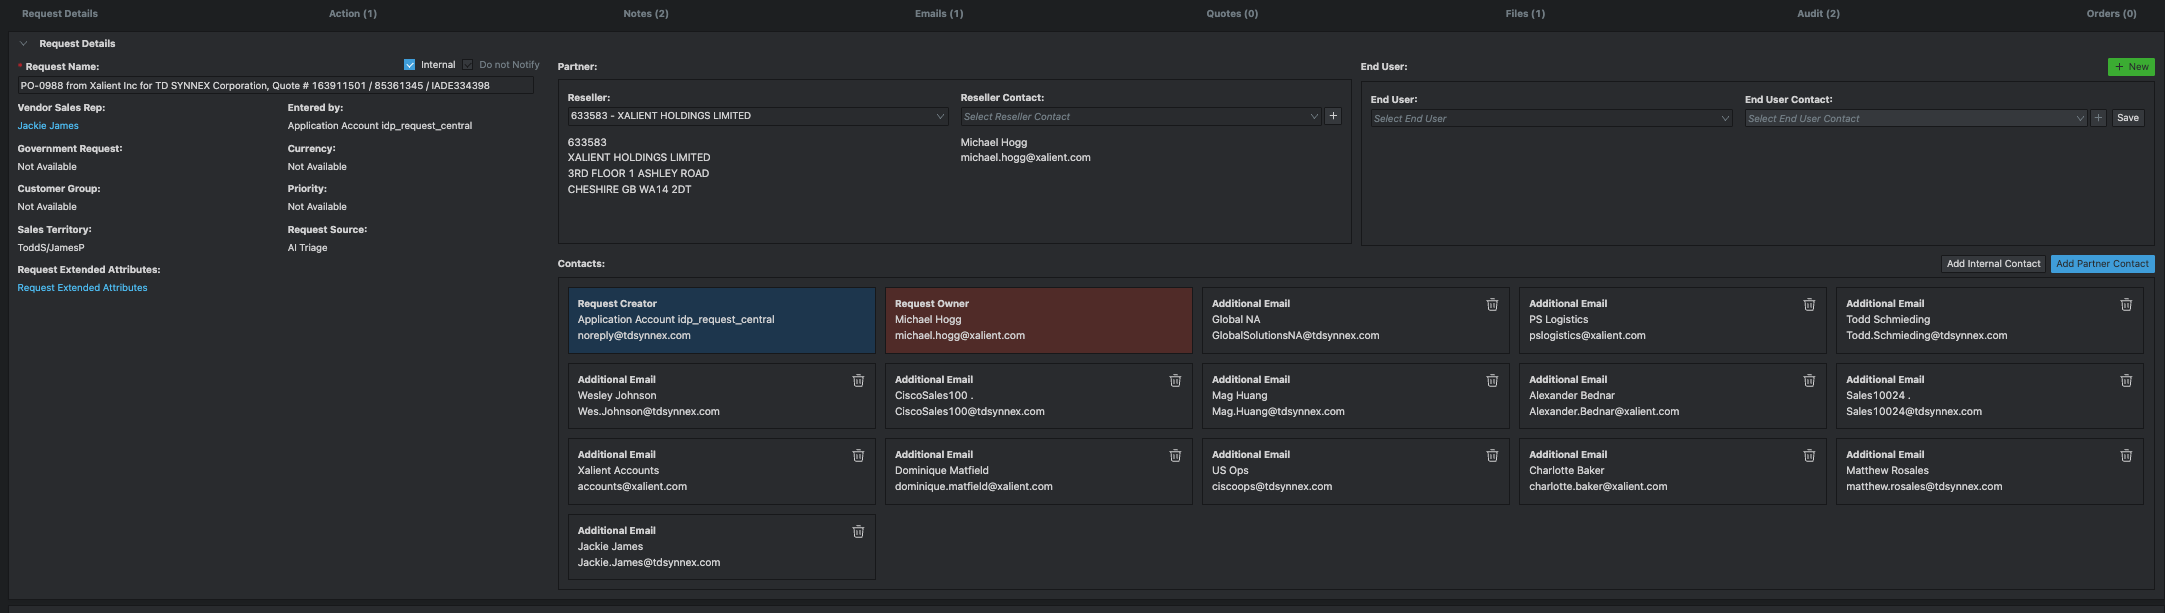 Request Details
Action (1)
Notes (2)
Emails (1)
Quotes (0)
Files (1)
Audit (2)
Orders (0)
Request Details
* Request Name:
Internal
Do not Notify
PO-0988 from Xalient Inc for TD SYNNEX Corporation, Quote # 163911501 / 85361345 / IADE334398
Vendor Sales Rep:
Jackie James
Entered by:
Application Account idp_request_central
Government Request:
Not Available
Currency:
Not Available
Customer Group:
Not Available
Priority:
Not Available
Sales Territory:
ToddS/JamesP
Request Source:
AI Triage
Request Extended Attributes:
Request Extended Attributes
Partner:
Reseller:
633583 - XALIENT HOLDINGS LIMITED
633583
XALIENT HOLDINGS LIMITED
3RD FLOOR 1 ASHLEY ROAD
CHESHIRE GB WA14 2DT
Reseller Contact:
Select Reseller Contact
+
Michael Hogg
michael.hogg@xalient.com
End User:
+ New
End User:
Select End User
End User Contact:
Select End User Contact
+
Save
Contacts:
Add Internal Contact
Add Partner Contact
Request Creator
Application Account idp_request_central
noreply@tdsynnex.com
Request Owner
Michael Hogg
michael.hogg@xalient.com
Additional Email
Global NA
GlobalSolutionsNA@tdsynnex.com
Additional Email
PS Logistics
pslogistics@xalient.com
Additional Email
Todd Schmieding
Todd.Schmieding@tdsynnex.com
Additional Email
Wesley Johnson
Wes.Johnson@tdsynnex.com
Additional Email
CiscoSales100 .
CiscoSales100@tdsynnex.com
Additional Email
Mag Huang
Mag.Huang@tdsynnex.com
Additional Email
Alexander Bednar
Alexander.Bednar@xalient.com
Additional Email
Sales10024 .
Sales10024@tdsynnex.com
Additional Email
Xalient Accounts
accounts@xalient.com
Additional Email
Dominique Matfield
dominique.matfield@xalient.com
Additional Email
US Ops
ciscoops@tdsynnex.com
Additional Email
Charlotte Baker
charlotte.baker@xalient.com
Additional Email
Matthew Rosales
matthew.rosales@tdsynnex.com
Additional Email
Jackie James
Jackie.James@tdsynnex.com